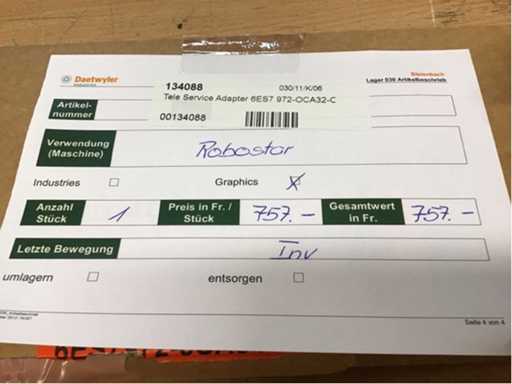 Daetwyler
Steinbach
Lager 030 Artikelbeschrieb
134088
030/11/K/06
Tele Service Adapter 6ES7 972-OCA32-C
00134088
Artikel-
nummer
Verwendung
(Maschine)
Robostar
Industries
Graphics
Anzahl
Stück
1
Preis in Fr. /
Stück
757.-
Gesamtwert
in Fr.
757.-
Letzte Bewegung
Inv
umlagern
entsorgen
Seite 4 von 4